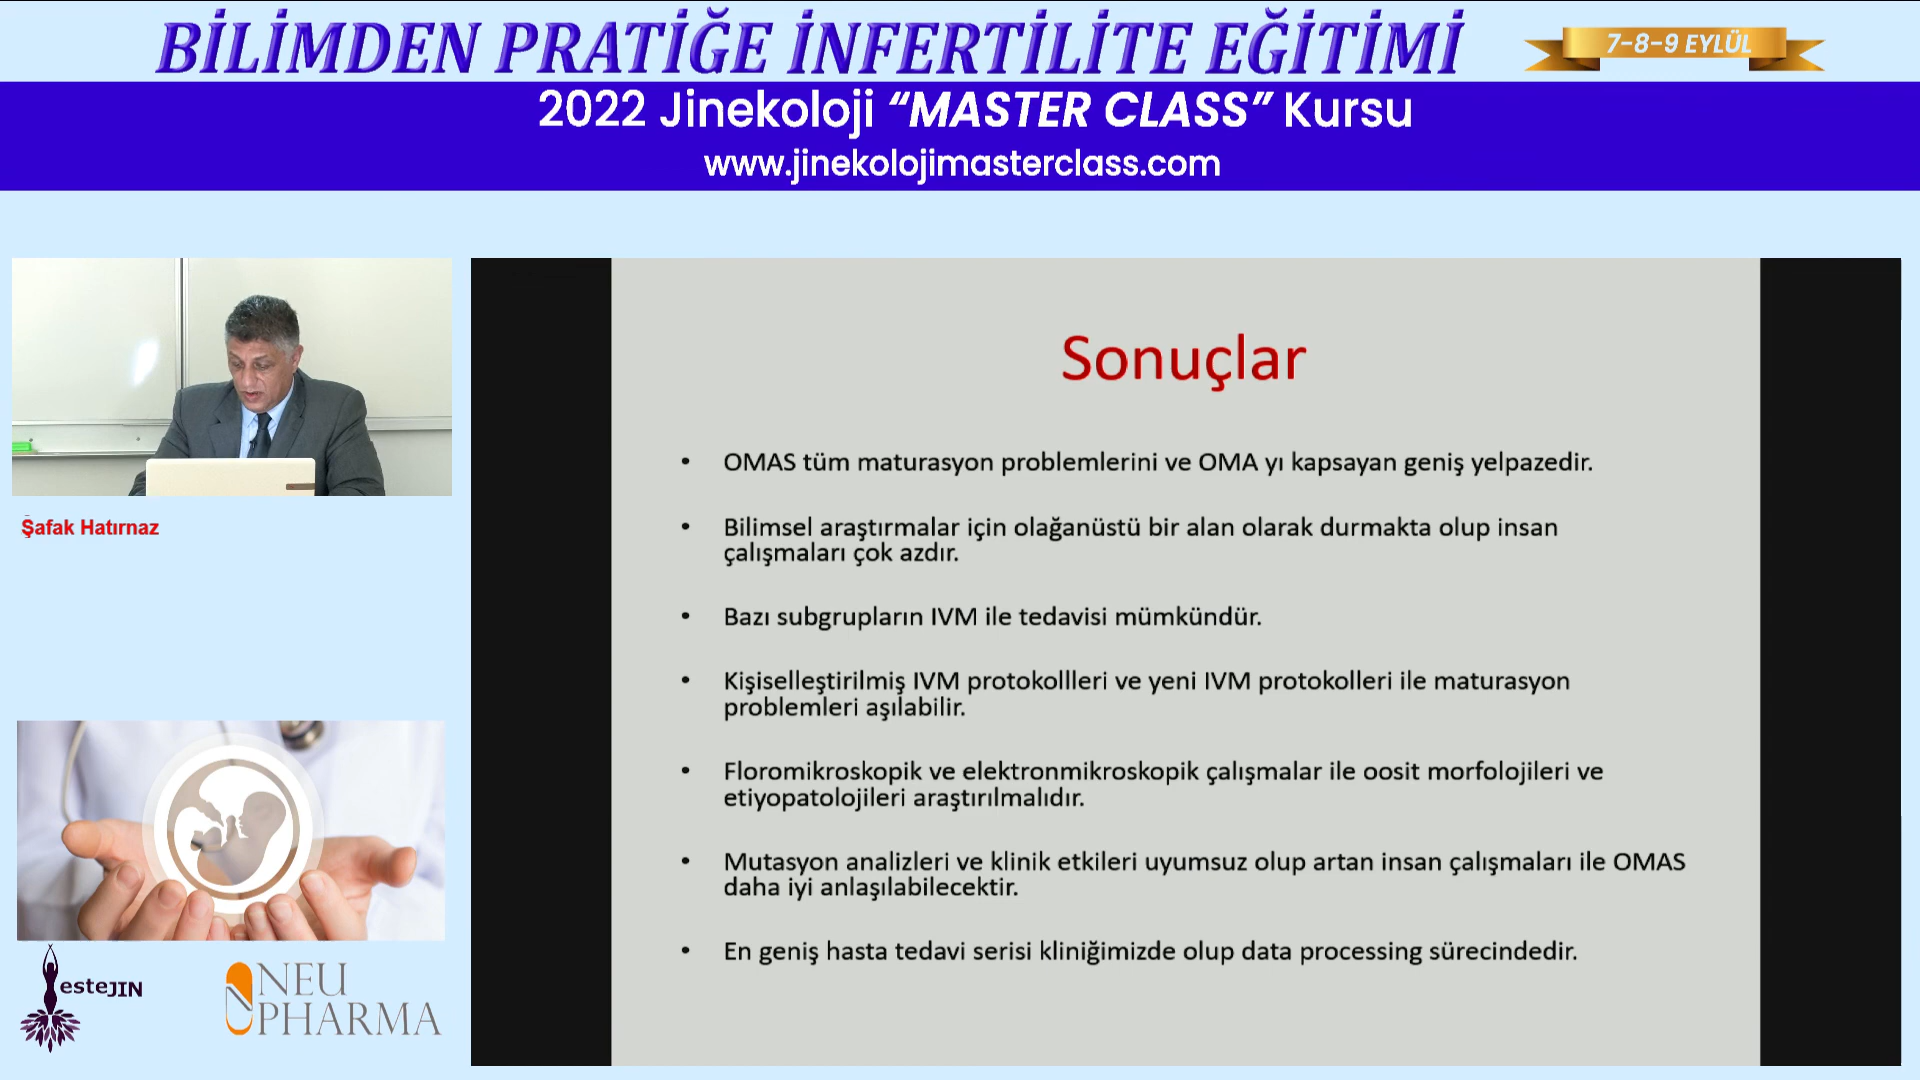 BİLİMDEN PRATİĞE İNFERTİLİTE EĞİTİMİ
7-8-9 EYLÜL
2022 Jinekoloji “MASTER CLASS” Kursu
www.jinekolojimasterclass.com
Şafak Hatırnaz
Sonuçlar
• OMAS tüm maturasyon problemlerini ve OMA yı kapsayan geniş yelpazedir.
• Bilimsel araştırmalar için olağanüstü bir alan olarak durmakta olup insan
çalışmaları çok azdır.
• Bazı subgrupların IVM ile tedavisi mümkündür.
• Kişiselleştirilmiş IVM protokollleri ve yeni IVM protokolleri ile maturasyon
problemleri aşılabilir.
• Floromikroskopik ve elektronmikroskopik çalışmalar ile oosit morfolojileri ve
etiyopatolojileri araştırılmalıdır.
• Mutasyon analizleri ve klinik etkileri uyumsuz olup artan insan çalışmaları ile OMAS
daha iyi anlaşılabilecektir.
• En geniş hasta tedavi serisi kliniğimizde olup data processing sürecindedir.
esteJIN
NEU
PHARMA